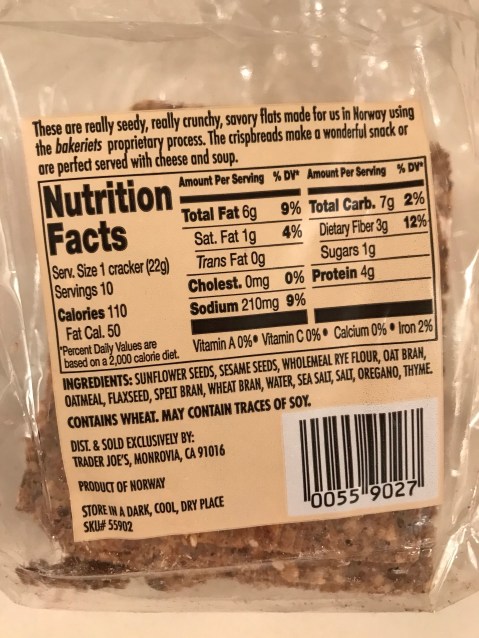 These are really seedy, really crunchy, savory flats made for us in Norway using
the bakeriets proprietary process. The crispbreads make a wonderful snack or
are perfect served with cheese and soup.
Nutrition
Facts
Serv. Size 1 cracker (22g)
Servings 10
Calories 110
Fat Cal. 50
*Percent Daily Values are
based on a 2,000 calorie diet.
Amount Per Serving % DV*
Total Fat 6g 9%
Sat. Fat 1g 4%
Trans Fat 0g
Cholest. 0mg 0%
Sodium 210mg 9%
Amount Per Serving % DV*
Total Carb. 7g 2%
Dietary Fiber 3g 12%
Sugars 1g
Protein 4g
Vitamin A 0% • Vitamin C 0% • Calcium 0% • Iron 2%
INGREDIENTS: SUNFLOWER SEEDS, SESAME SEEDS, WHOLEMEAL RYE FLOUR, OAT BRAN,
OATMEAL, FLAXSEED, SPELT BRAN, WHEAT BRAN, WATER, SEA SALT, SALT, OREGANO, THYME.
CONTAINS WHEAT. MAY CONTAIN TRACES OF SOY.
DIST. & SOLD EXCLUSIVELY BY:
TRADER JOE'S, MONROVIA, CA 91016
PRODUCT OF NORWAY
STORE IN A DARK, COOL, DRY PLACE
SKU# 55902
0055 9027